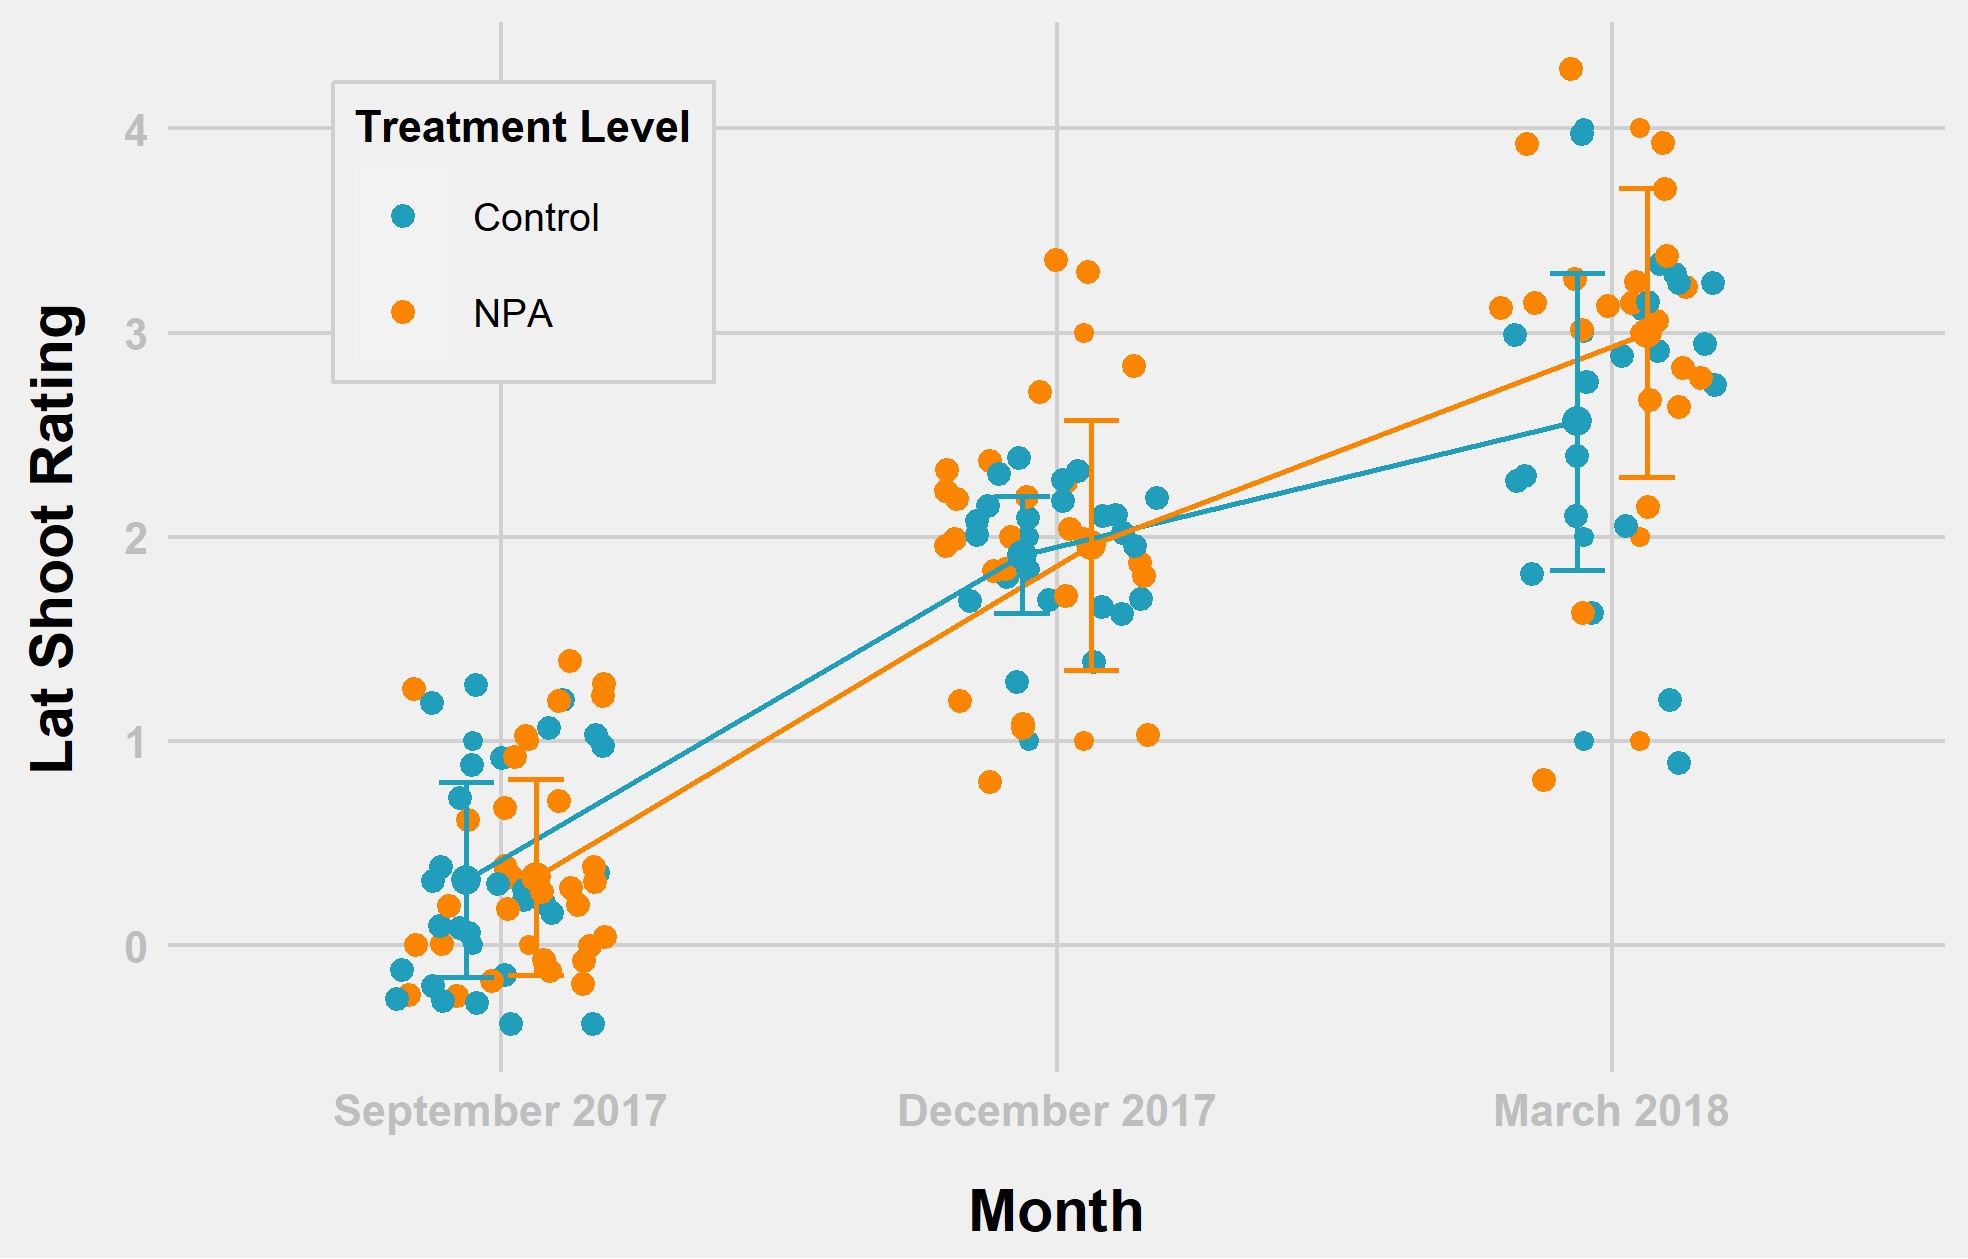 Treatment Level
Control
NPA
4
3
2
1
0
Lat Shoot Rating
September 2017
December 2017
March 2018
Month